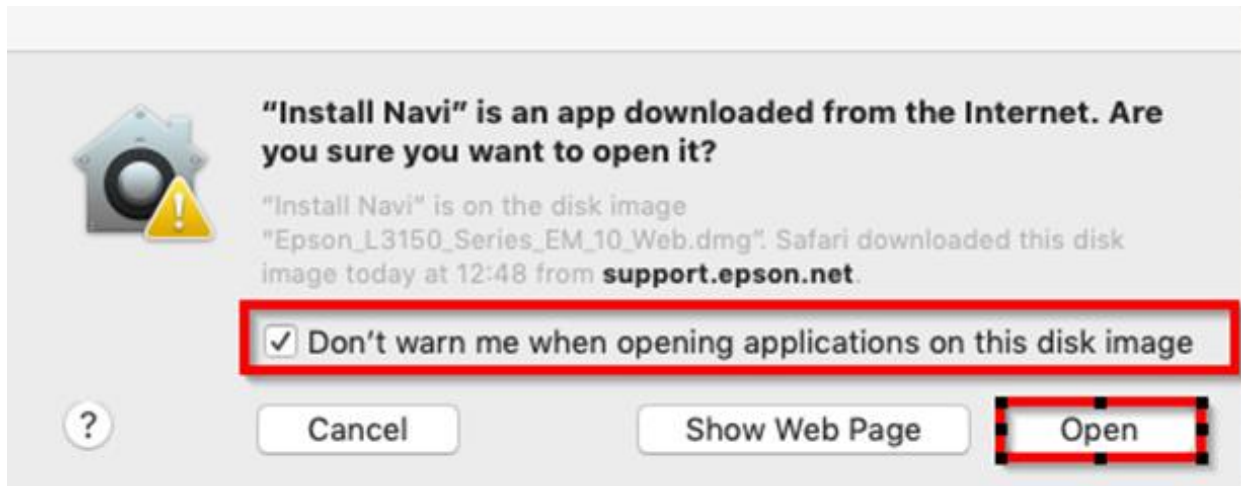 “Install Navi” is an app downloaded from the Internet. Are
you sure you want to open it?
“Install Navi” is on the disk image
“Epson_L3150_Series_EM_10_Web.dmg”. Safari downloaded this disk
image today at 12:48 from support.epson.net.
Don’t warn me when opening applications on this disk image
? Cancel Show Web Page Open